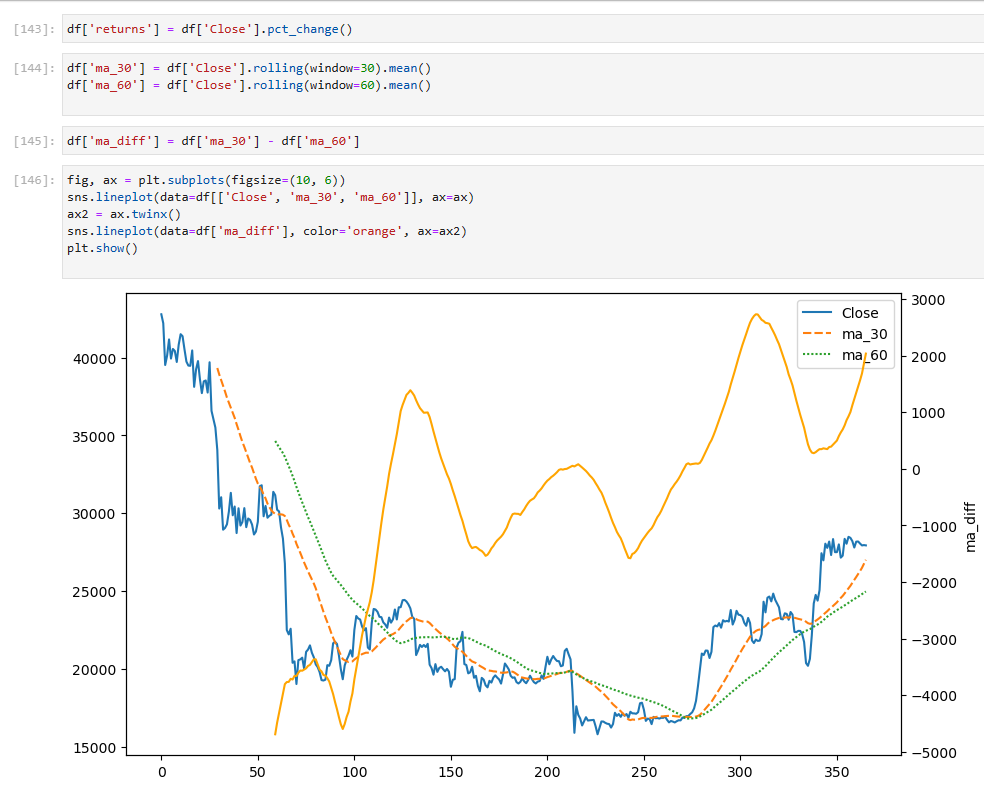 [143]: df['returns'] = df['Close'].pct_change()
[144]: df['ma_30'] = df['Close'].rolling(window=30).mean()
df['ma_60'] = df['Close'].rolling(window=60).mean()
[145]: df['ma_diff'] = df['ma_30'] - df['ma_60']
[146]: fig, ax = plt.subplots(figsize=(10, 6))
sns.lineplot(data=df[['Close', 'ma_30', 'ma_60']], ax=ax)
ax2 = ax.twinx()
sns.lineplot(data=df['ma_diff'], color='orange', ax=ax2)
plt.show()
40000
35000
30000
25000
20000
15000
Close
ma_30
ma_60
3000
2000
1000
0
−1000
−2000
−3000
−4000
−5000
ma_diff
0 50 100 150 200 250 300 350